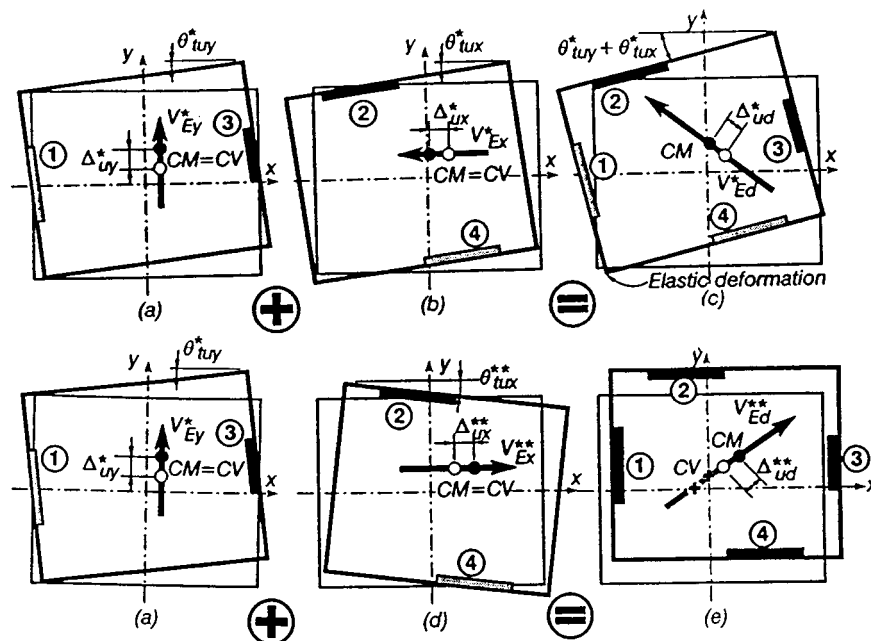 y θ*tuy
V*Ey ③
① Δ*uy CM=CV x
(a)
+
y θ*tux
② Δ*ux V*Ex
CM=CV x
④
(b)
=
y θ*tuy + θ*tux
② Δ*ud
CM ③
① V*Ed x
④
Elastic deformation
(c)
y θ*tuy
V*Ey ③
① Δ*uy CM=CV x
(a)
+
y θ**tux
② Δ**ux V**Ex
CM=CV x
④
(d)
=
y
② V**Ed
CM
① CV Δ**ud ③
x
④
(e)